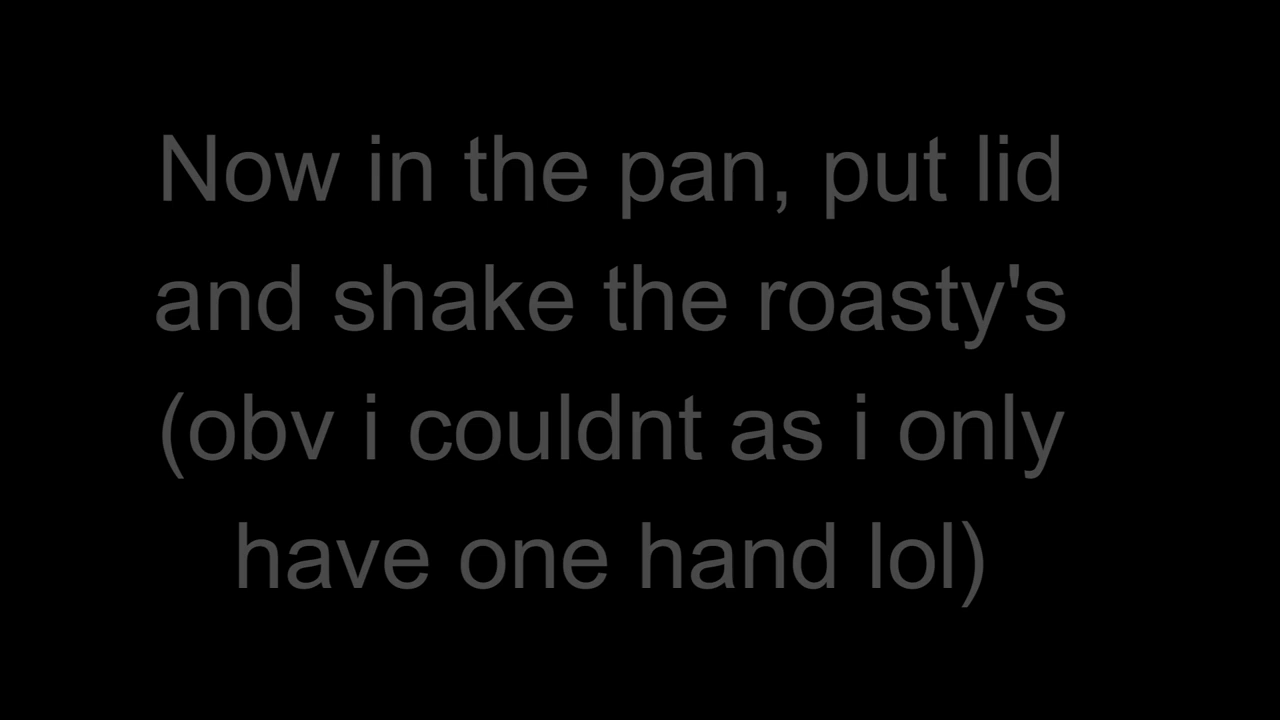 Now in the pan, put lid
and shake the roasty's
(obv i couldnt as i only
have one hand lol)